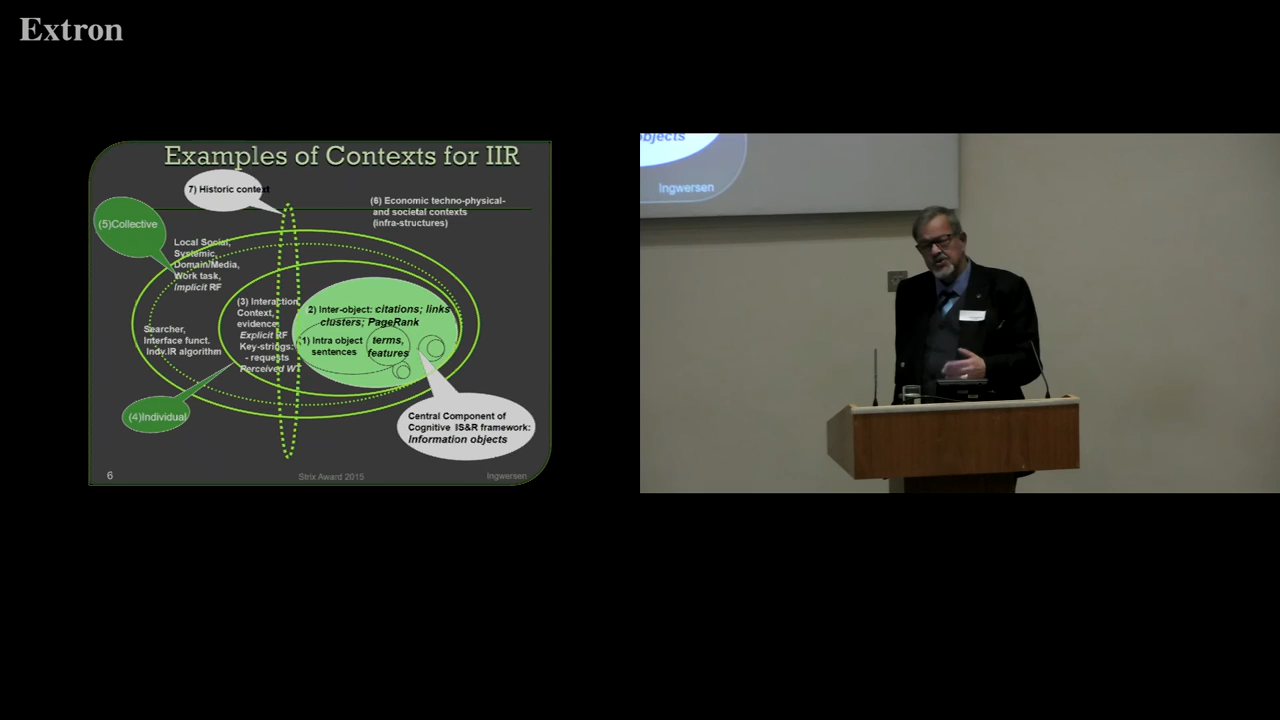 Extron
Examples of Contexts for IIR
7) Historic context
(6) Economic techno-physical-
and societal contexts
(infra-structures)
(5)Collective
Local Social,
Systemic,
Domain/Media,
Work task,
Implicit RF
(3) Interaction
Context,
evidence:
Explicit RF
Key-strings:
- requests
Perceived WT
2) Inter-object: citations; links
clusters; PageRank
1) Intra object
sentences
terms,
features
Searcher,
Interface funct.
Indv.IR algorithm
(4)Individual
Central Component of
Cognitive IS&R framework:
Information objects
6
Strix Award 2015
Ingwersen
objects
Ingwersen